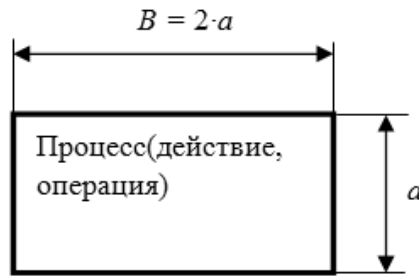 B = 2·a
Процесс(действие,
операция)
a